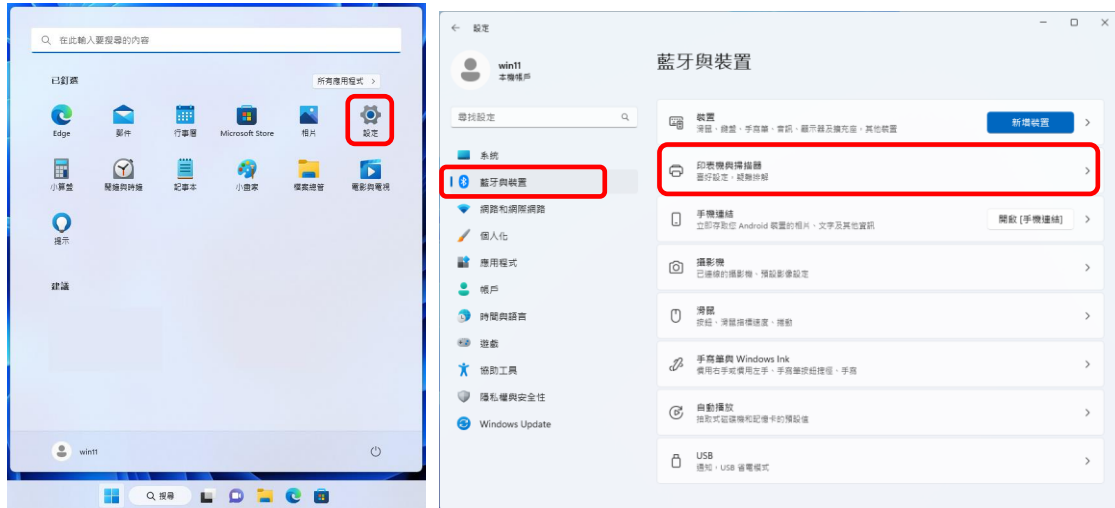 在此輸入要搜尋的內容
已釘選
所有應用程式 >
Edge
郵件
行事曆
Microsoft Store
相片
設定
小算盤
鬧鐘與時鐘
記事本
小畫家
檔案總管
電影與電視
提示
建議
win11
搜尋
← 設定
win11
本機帳戶
尋找設定
系統
藍牙與裝置
網路和網際網路
個人化
應用程式
帳戶
時間與語言
遊戲
協助工具
隱私權與安全性
Windows Update
藍牙與裝置
裝置
滑鼠、鍵盤、手寫筆、音訊、顯示器及擴充座、其他裝置
新增裝置
印表機與掃描器
喜好設定、疑難排解
手機連結
立即存取您 Android 裝置的相片、文字及其他資訊
開啟 [手機連結]
攝影機
已連線的攝影機、預設影像設定
滑鼠
按鈕、滑鼠指標速度、捲動
手寫筆與 Windows Ink
慣用右手或慣用左手、手寫筆按鈕捷徑、手寫
自動播放
抽取式磁碟機和記憶卡的預設值
USB
通知、USB 省電模式